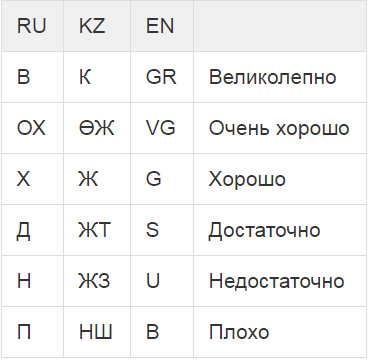 RU KZ EN
В К GR Великолепно
ОХ ӨЖ VG Очень хорошо
Х Ж G Хорошо
Д ЖТ S Достаточно
Н ЖЗ U Недостаточно
П НШ B Плохо